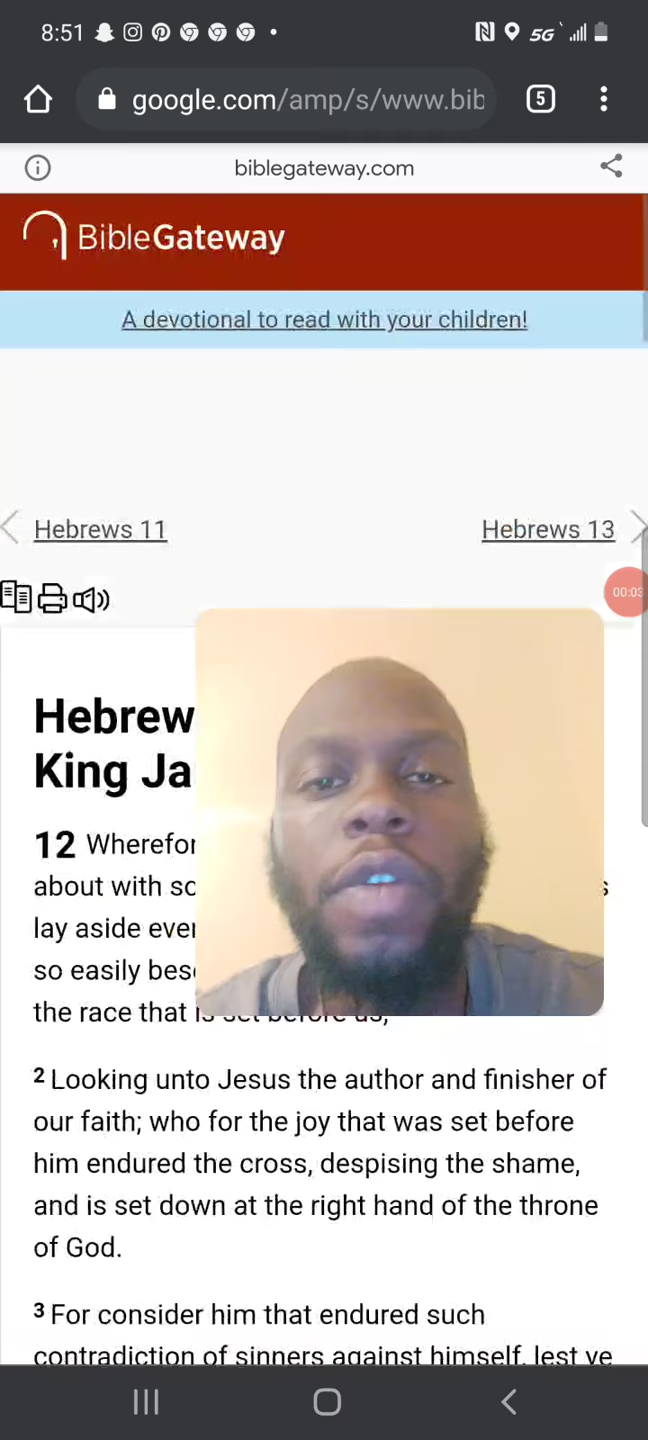 8:51
5G
google.com/amp/s/www.bib
5
biblegateway.com
BibleGateway
A devotional to read with your children!
Hebrews 11
Hebrews 13
00:03
Hebrew
King Ja
12 Wherefor
about with so
lay aside ever
so easily bes
the race that is set before us,
2 Looking unto Jesus the author and finisher of
our faith; who for the joy that was set before
him endured the cross, despising the shame,
and is set down at the right hand of the throne
of God.
3 For consider him that endured such
contradiction of sinners against himself, lest ye